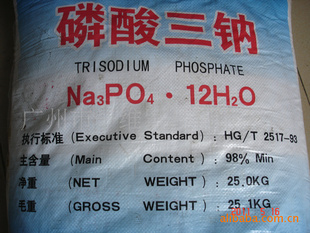 磷酸三钠
TRISODIUM PHOSPHATE
Na₃PO₄·12H₂O
执行标准 (Executive Standard) : HG/T 2517-93
主含量 (Main Content) : 98% Min
净重 (NET WEIGHT) : 25.0KG
毛重 (GROSS WEIGHT) : 25.1KG